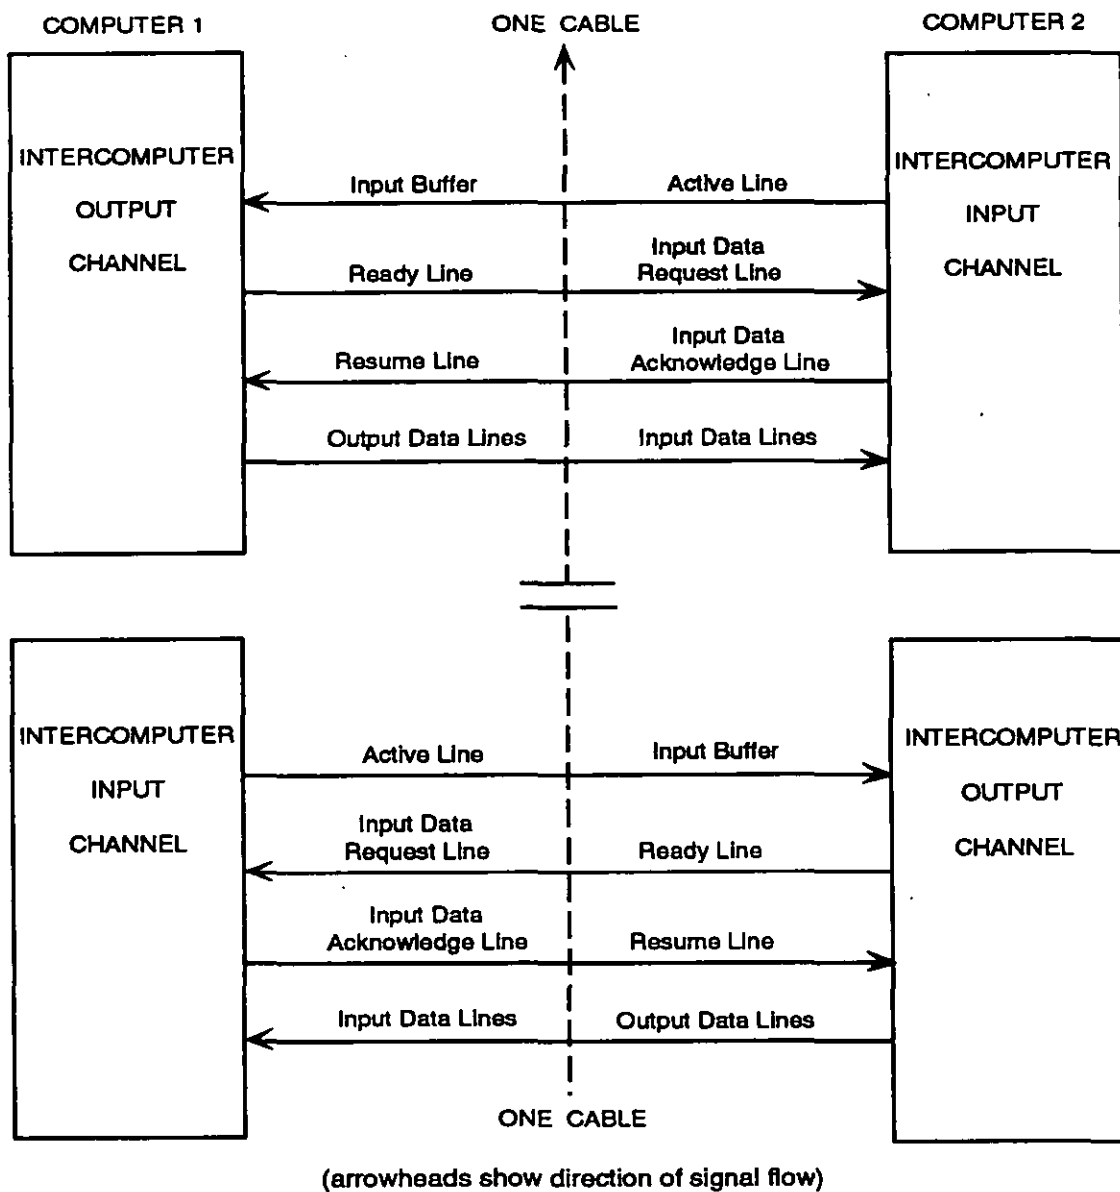 COMPUTER 1
ONE CABLE
COMPUTER 2
INTERCOMPUTER
OUTPUT
CHANNEL
INTERCOMPUTER
INPUT
CHANNEL
Input Buffer
Active Line
Ready Line
Input Data
Request Line
Resume Line
Input Data
Acknowledge Line
Output Data Lines
Input Data Lines
INTERCOMPUTER
INPUT
CHANNEL
INTERCOMPUTER
OUTPUT
CHANNEL
Active Line
Input Buffer
Input Data
Request Line
Ready Line
Input Data
Acknowledge Line
Resume Line
Input Data Lines
Output Data Lines
ONE CABLE
(arrowheads show direction of signal flow)